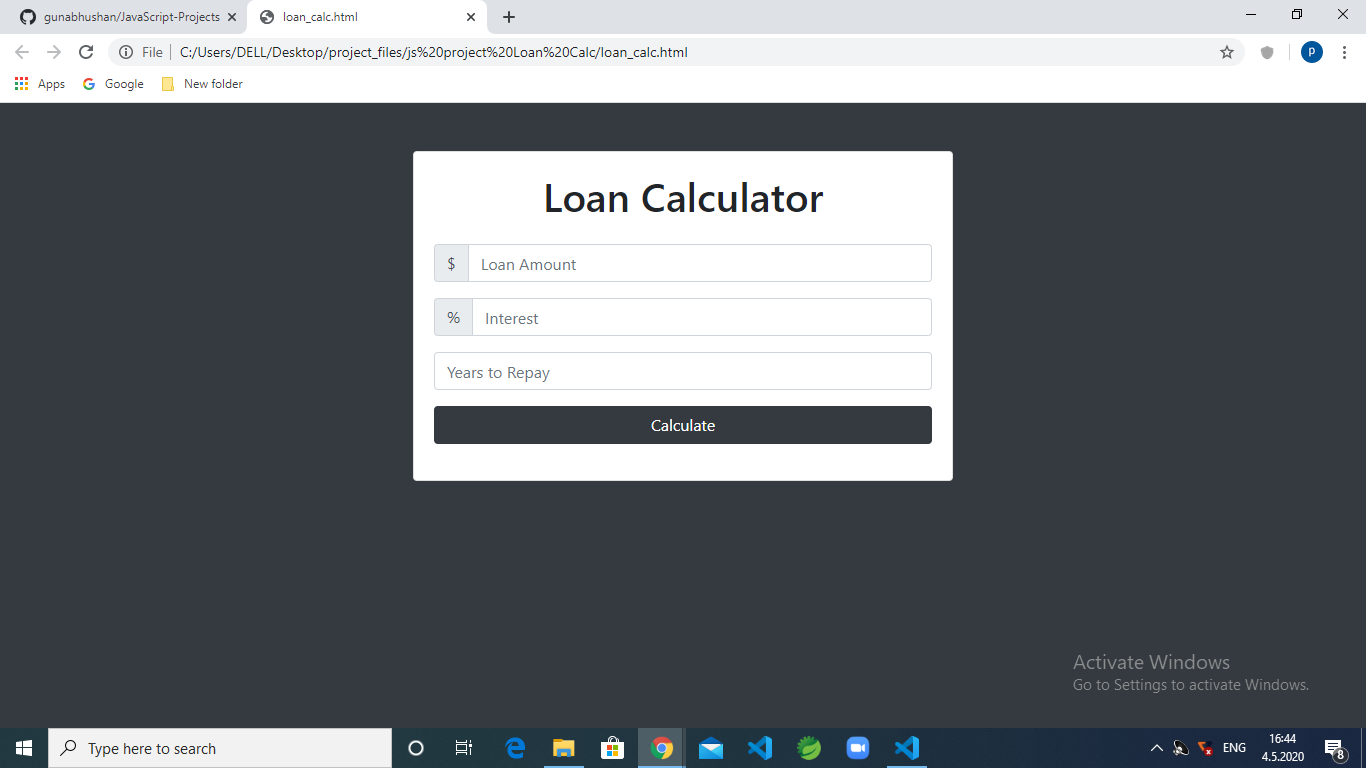 gunabhushan/JavaScript-Projects
loan_calc.html
File
C:/Users/DELL/Desktop/project_files/js%20project%20Loan%20Calc/loan_calc.html
P
Apps
Google
New folder
Loan Calculator
$
Loan Amount
%
Interest
Years to Repay
Calculate
Activate Windows
Go to Settings to activate Windows.
Type here to search
ENG
16:44
4.5.2020
8